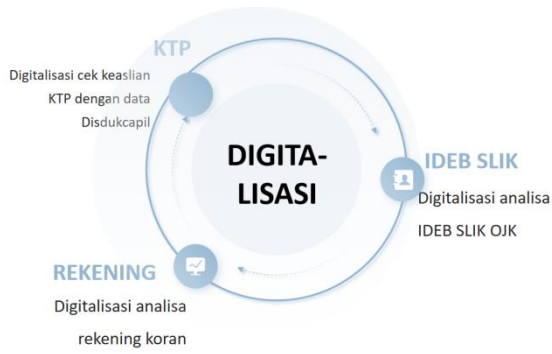 KTP
Digitalisasi cek keaslian
KTP dengan data
Disdukcapil
DIGITA-
LISASI
IDEB SLIK
Digitalisasi analisa
IDEB SLIK OJK
REKENING
Digitalisasi analisa
rekening koran